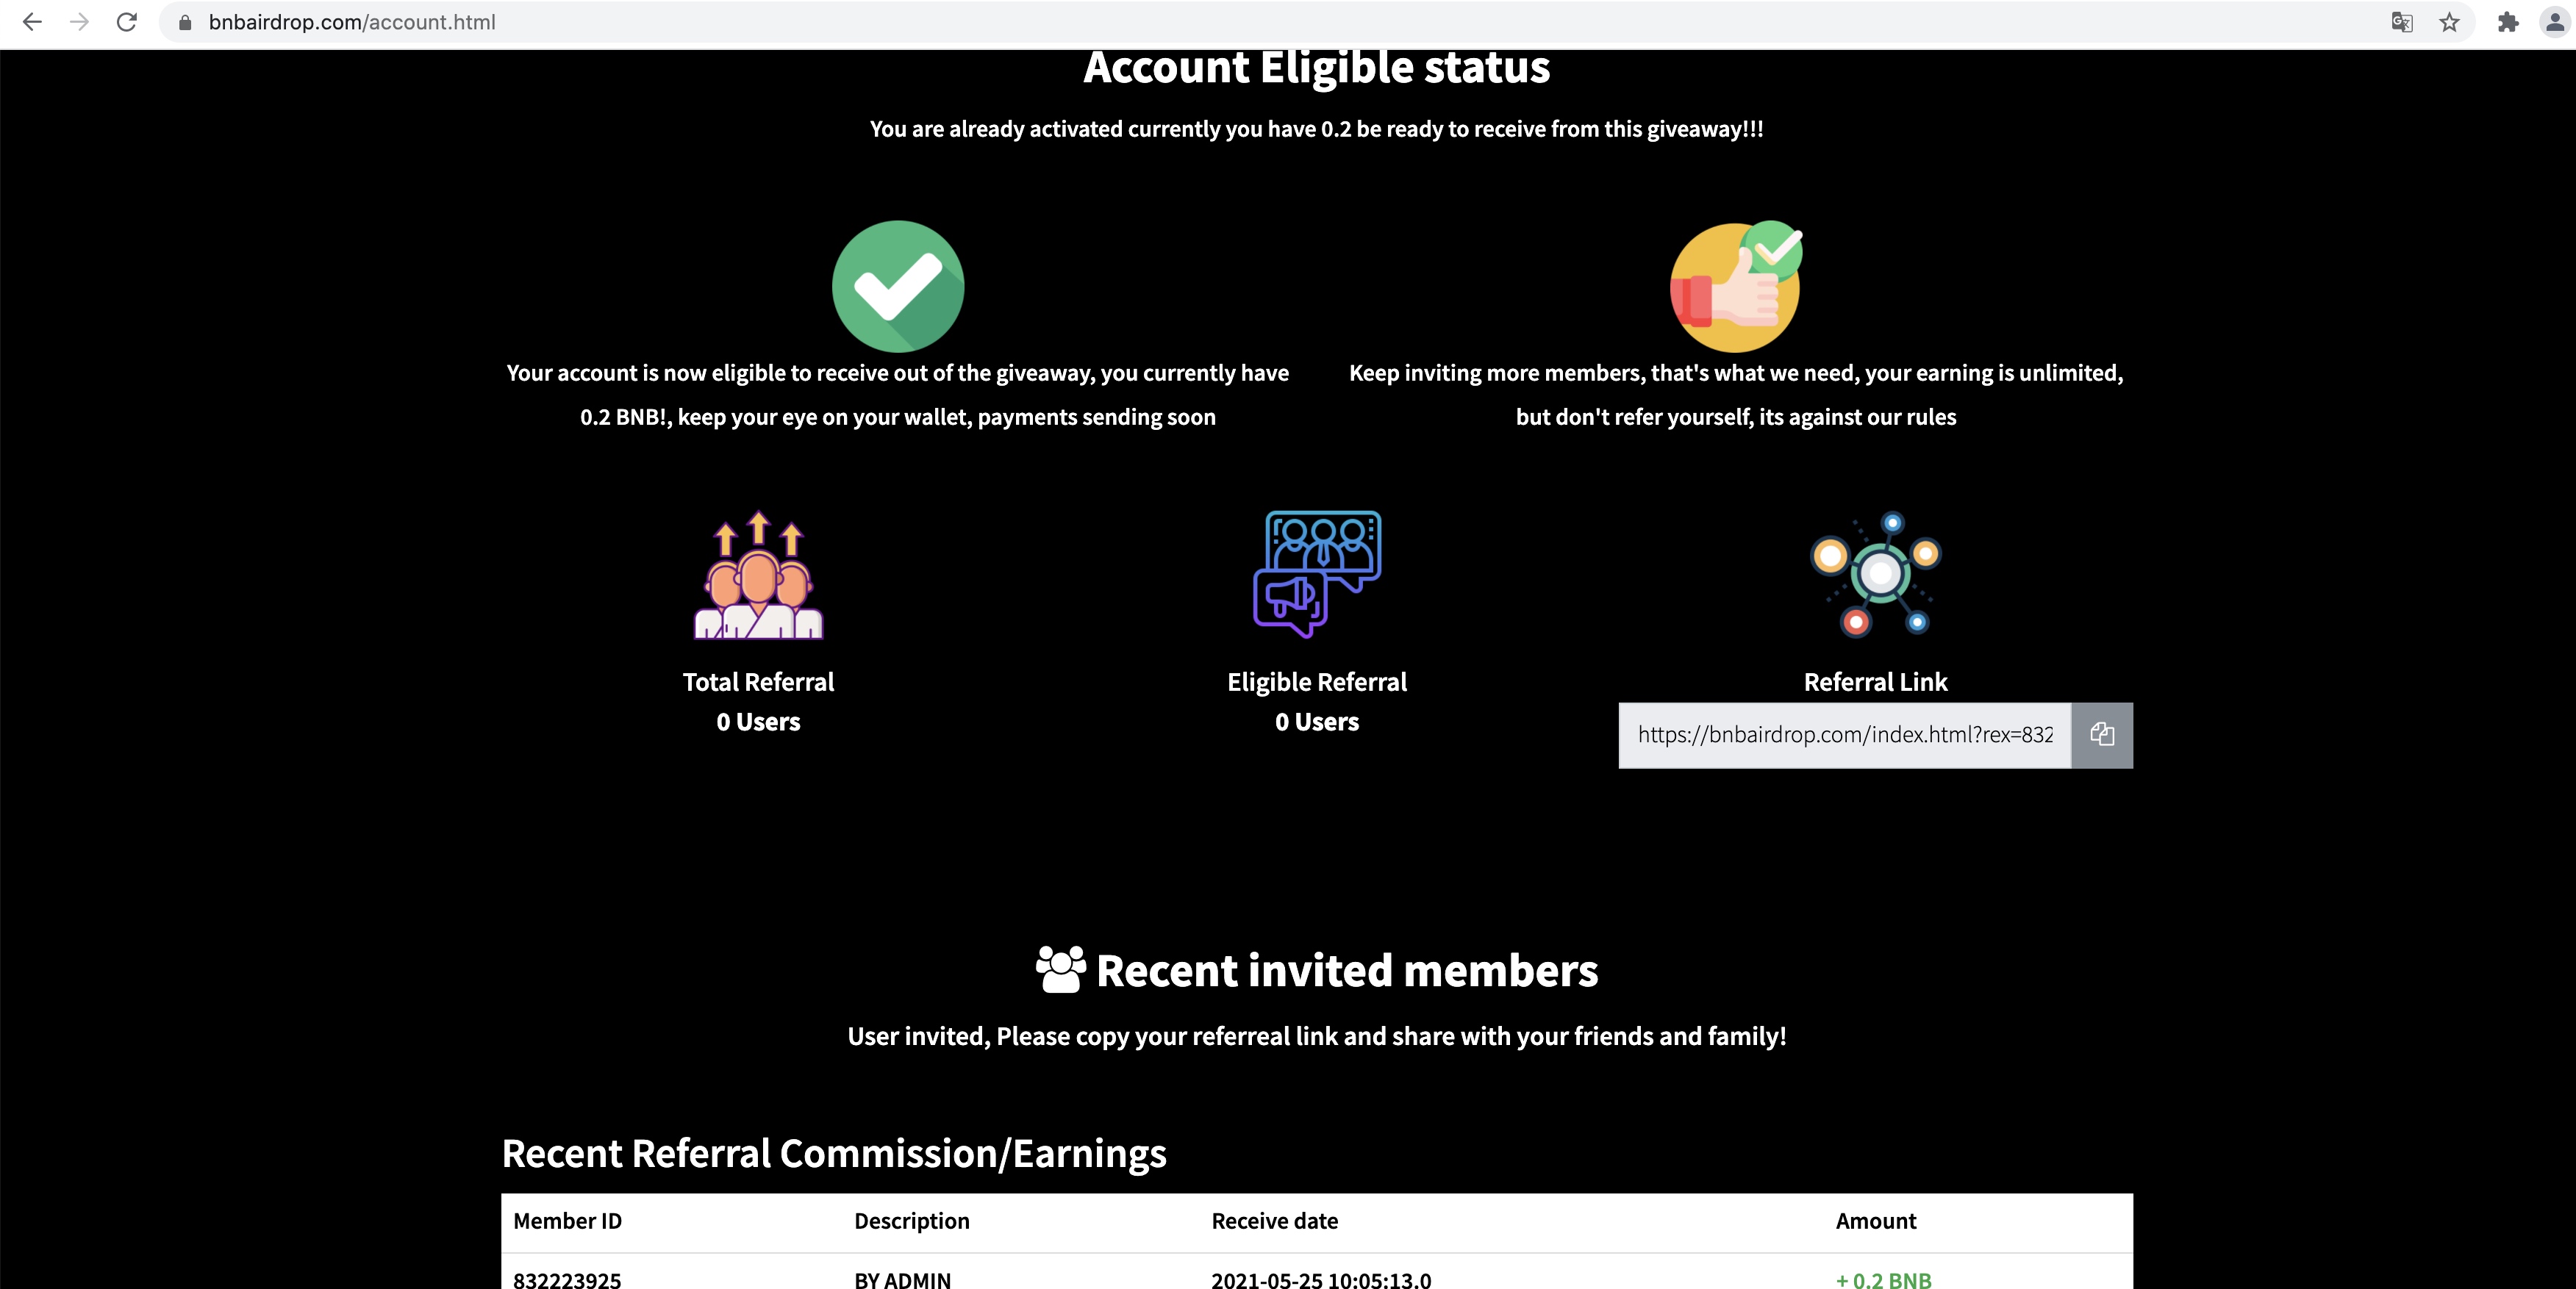 bnbairdrop.com/account.html
Account Eligible status
You are already activated currently you have 0.2 be ready to receive from this giveaway!!!
Your account is now eligible to receive out of the giveaway, you currently have
0.2 BNB!, keep your eye on your wallet, payments sending soon
Keep inviting more members, that's what we need, your earning is unlimited,
but don't refer yourself, its against our rules
Total Referral
0 Users
Eligible Referral
0 Users
Referral Link
https://bnbairdrop.com/index.html?rex=832
Recent invited members
User invited, Please copy your referreal link and share with your friends and family!
Recent Referral Commission/Earnings
Member ID Description Receive date Amount
832223925 BY ADMIN 2021-05-25 10:05:13.0 + 0.2 BNB